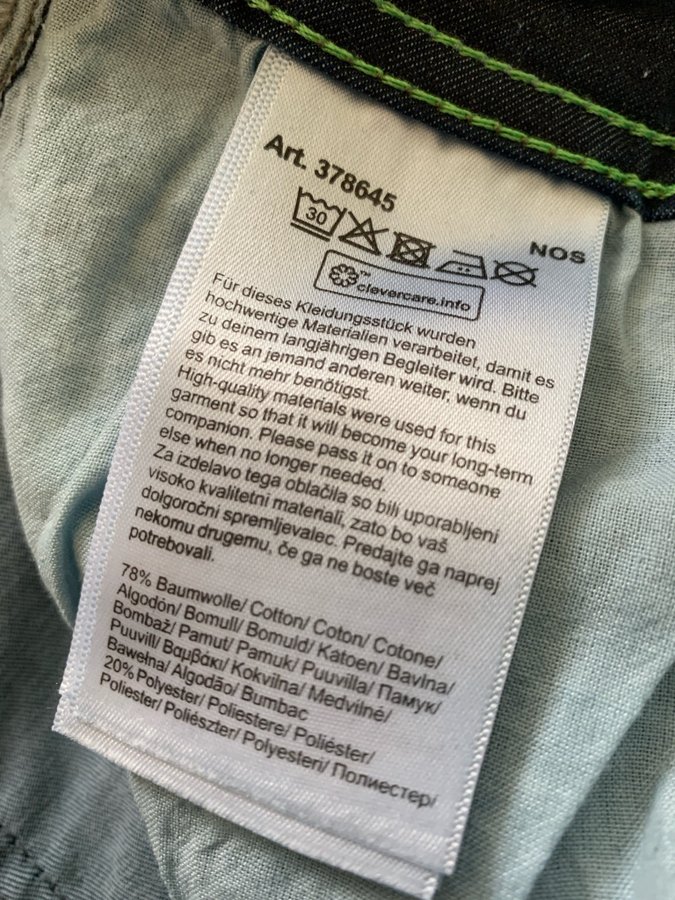 Art. 378645
NOS
30
™
clevercare.info
Für dieses Kleidungsstück wurden
hochwertige Materialien verarbeitet, damit es
zu deinem langjährigen Begleiter wird. Bitte
gib es an jemand anderen weiter, wenn du
es nicht mehr benötigst.
High-quality materials were used for this
garment so that it will become your long-term
companion. Please pass it on to someone
else when no longer needed.
Za izdelavo tega oblačila so bili uporabljeni
visoko kvalitetni materiali, zato bo vaš
dolgoročni spremljevalec. Predajte ga naprej
nekomu drugemu, če ga ne boste več
potrebovali.
78% Baumwolle/ Cotton/ Coton/ Cotone/
Algodón/ Bomull/ Bomuld/ Katoen/ Bavlna/
Bombaž/ Pamut/ Pamuk/ Puuvilla/ Памук/
Puuvill/ Βαμβάκι/ Kokvilna/ Medvilnė/
Bawełna/ Algodão/ Bumbac
20% Polyester/ Poliestere/ Poliéster/
Poliester/ Poliészter/ Polyesteri/ Полиестер/